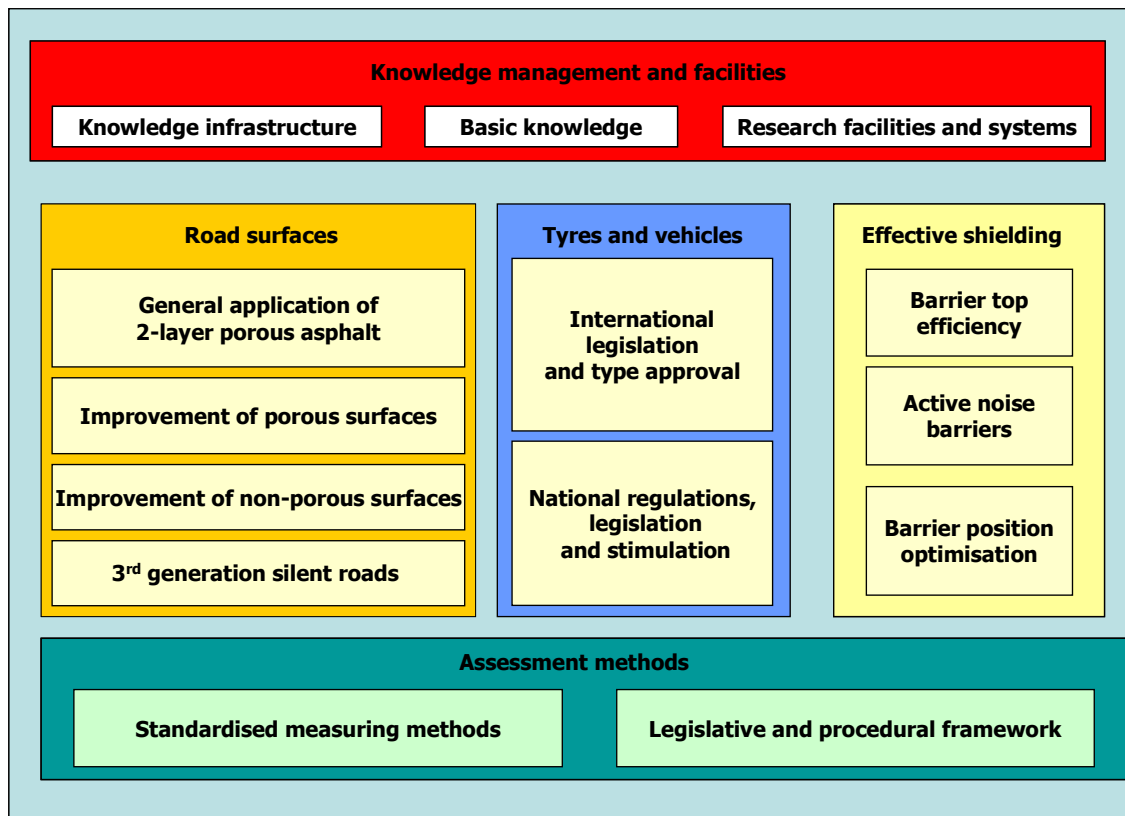 Knowledge management and facilities
Knowledge infrastructure
Basic knowledge
Research facilities and systems
Road surfaces
General application of
2-layer porous asphalt
Improvement of porous surfaces
Improvement of non-porous surfaces
3rd generation silent roads
Tyres and vehicles
International
legislation
and type approval
National regulations,
legislation
and stimulation
Effective shielding
Barrier top
efficiency
Active noise
barriers
Barrier position
optimisation
Assessment methods
Standardised measuring methods
Legislative and procedural framework